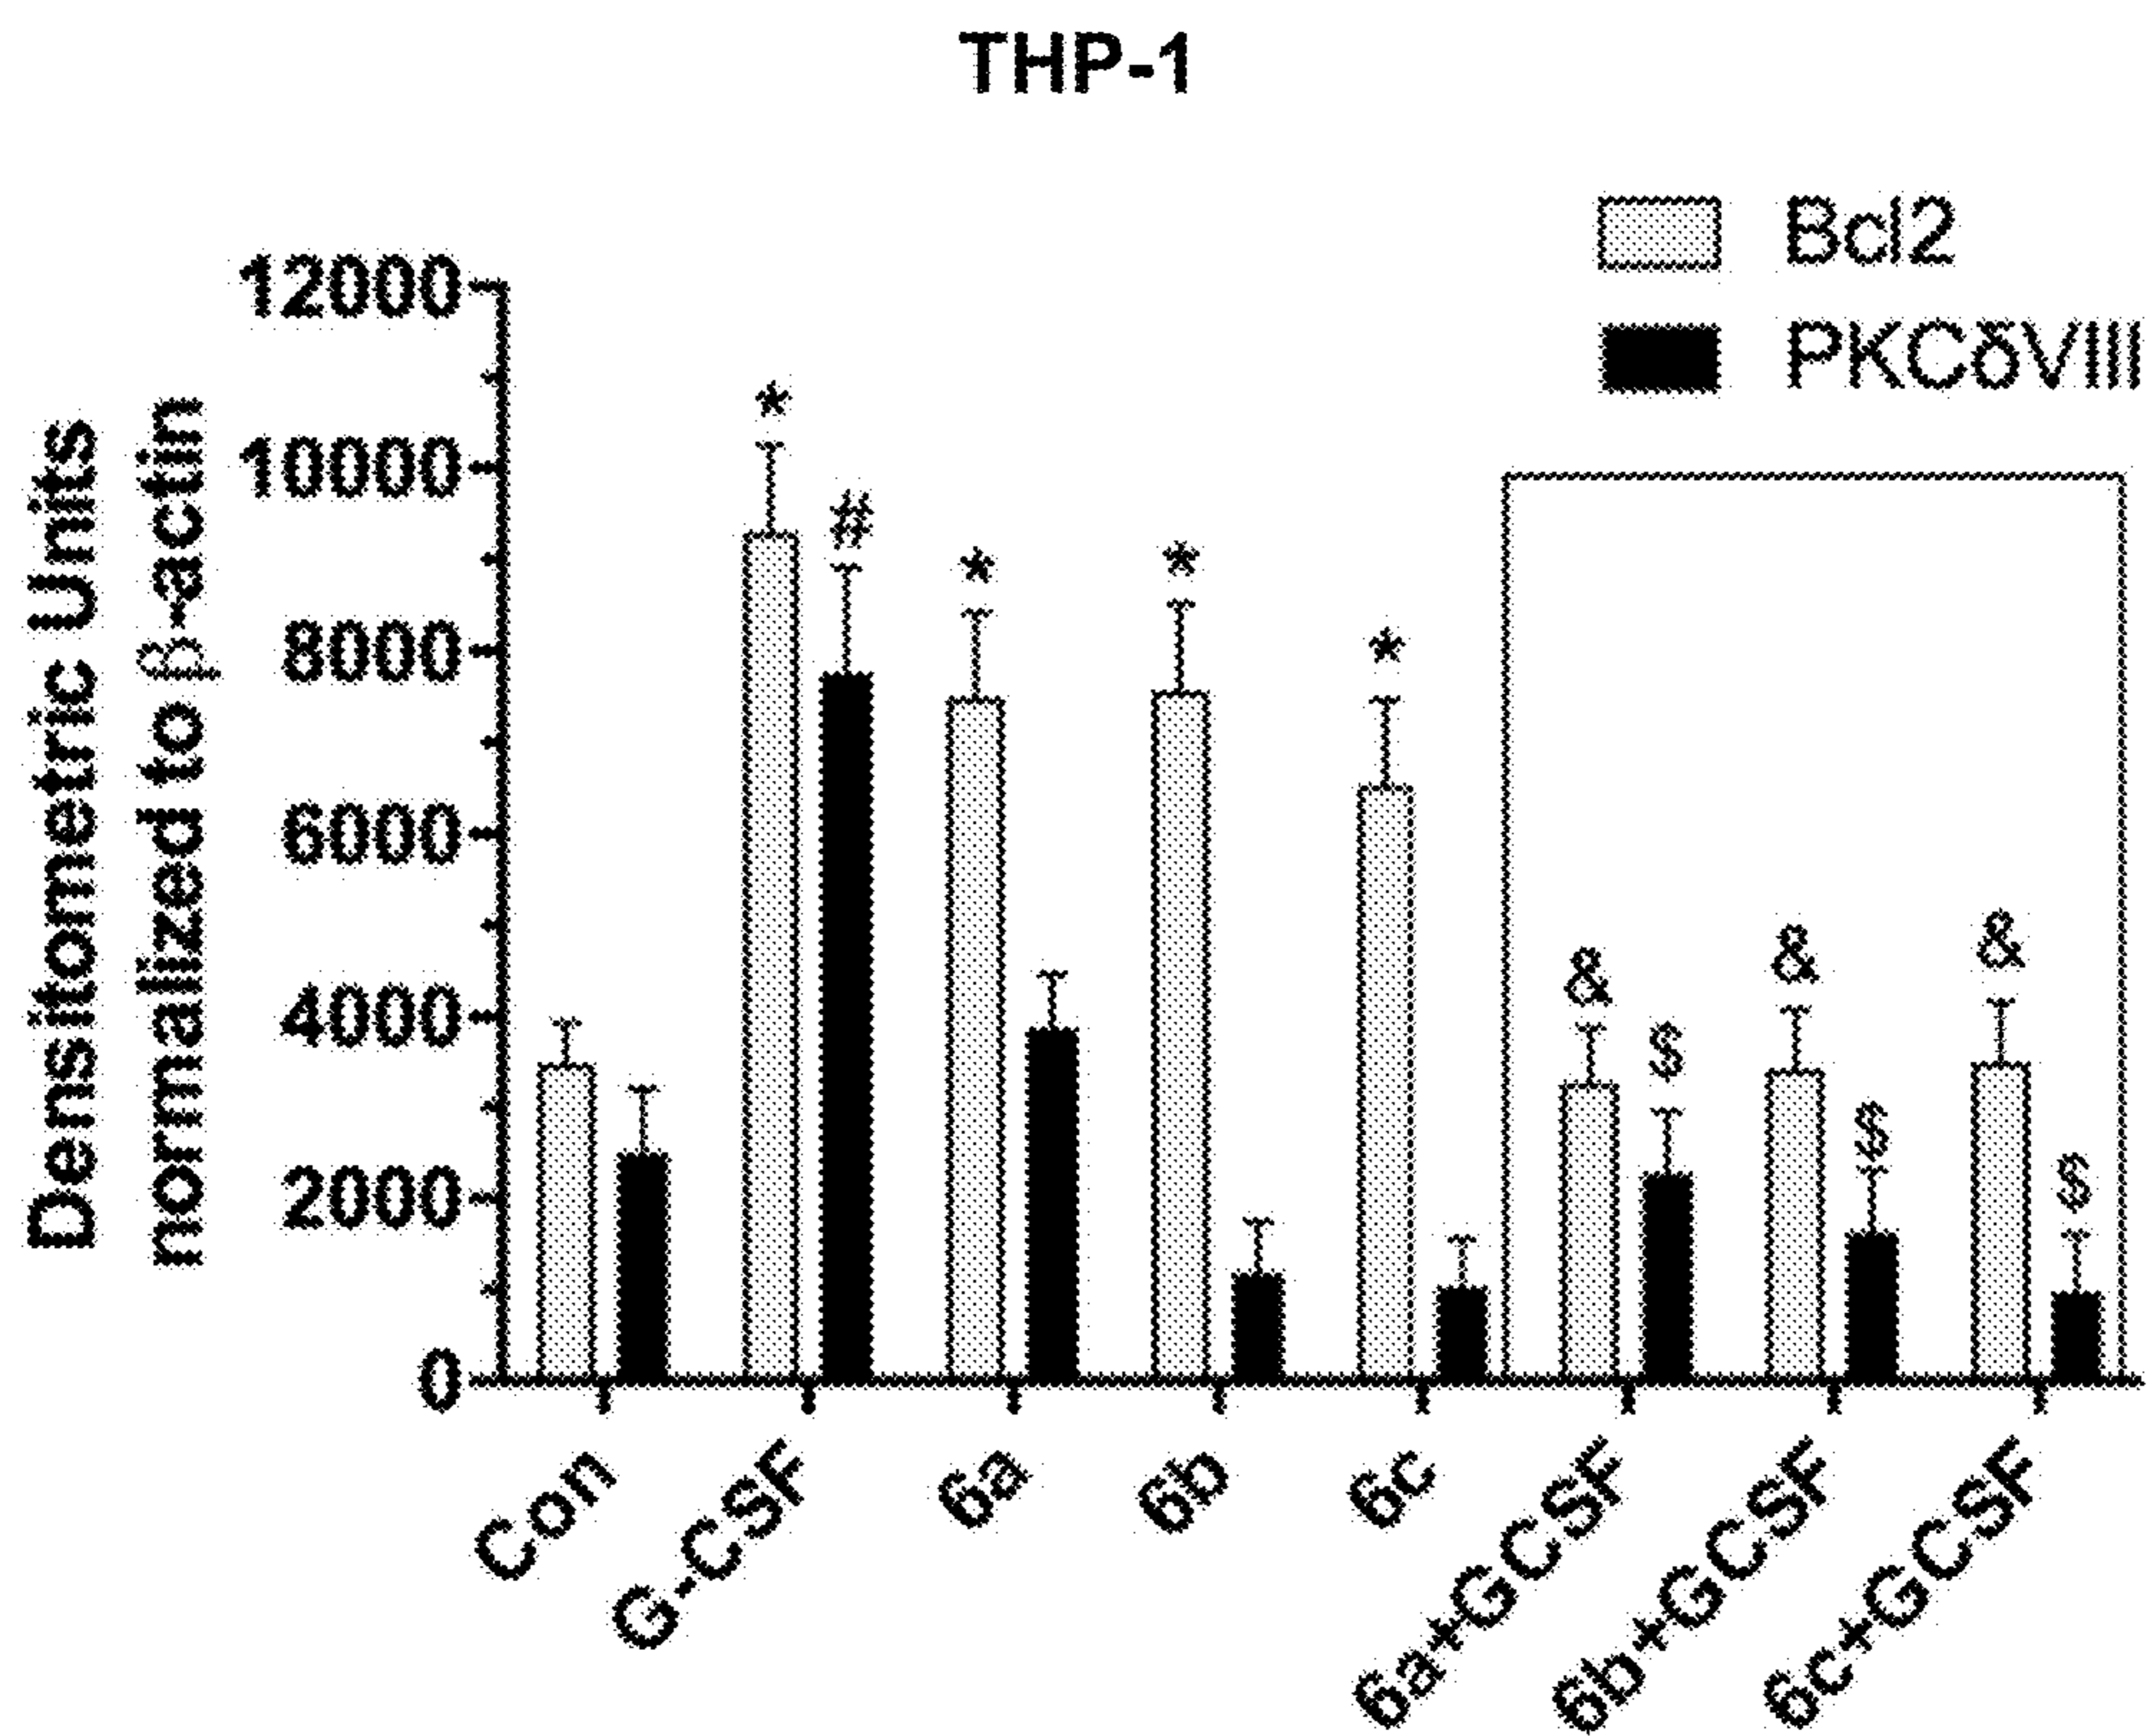 THP-1
Bcl2
PKCδVIII
Densitometric Units
normalized to β-actin
12000
10000
8000
6000
4000
2000
0
*
#
*
*
*
&
$
&
$
&
$
Con
G-CSF
6a
6b
6c
6a+GCSF
6b+GCSF
6c+GCSF